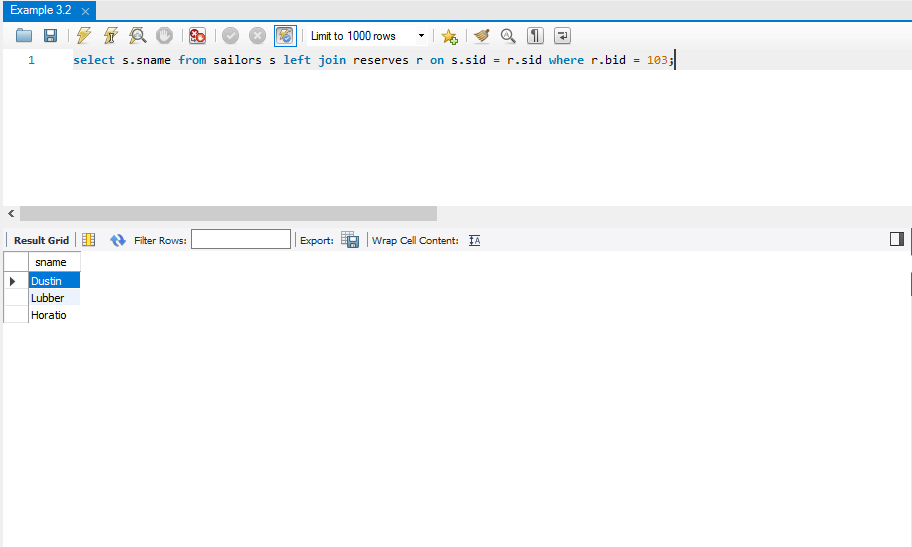 Example 3.2
Limit to 1000 rows
1 select s.sname from sailors s left join reserves r on s.sid = r.sid where r.bid = 103;
Result Grid Filter Rows: Export: Wrap Cell Content:
sname
Dustin
Lubber
Horatio